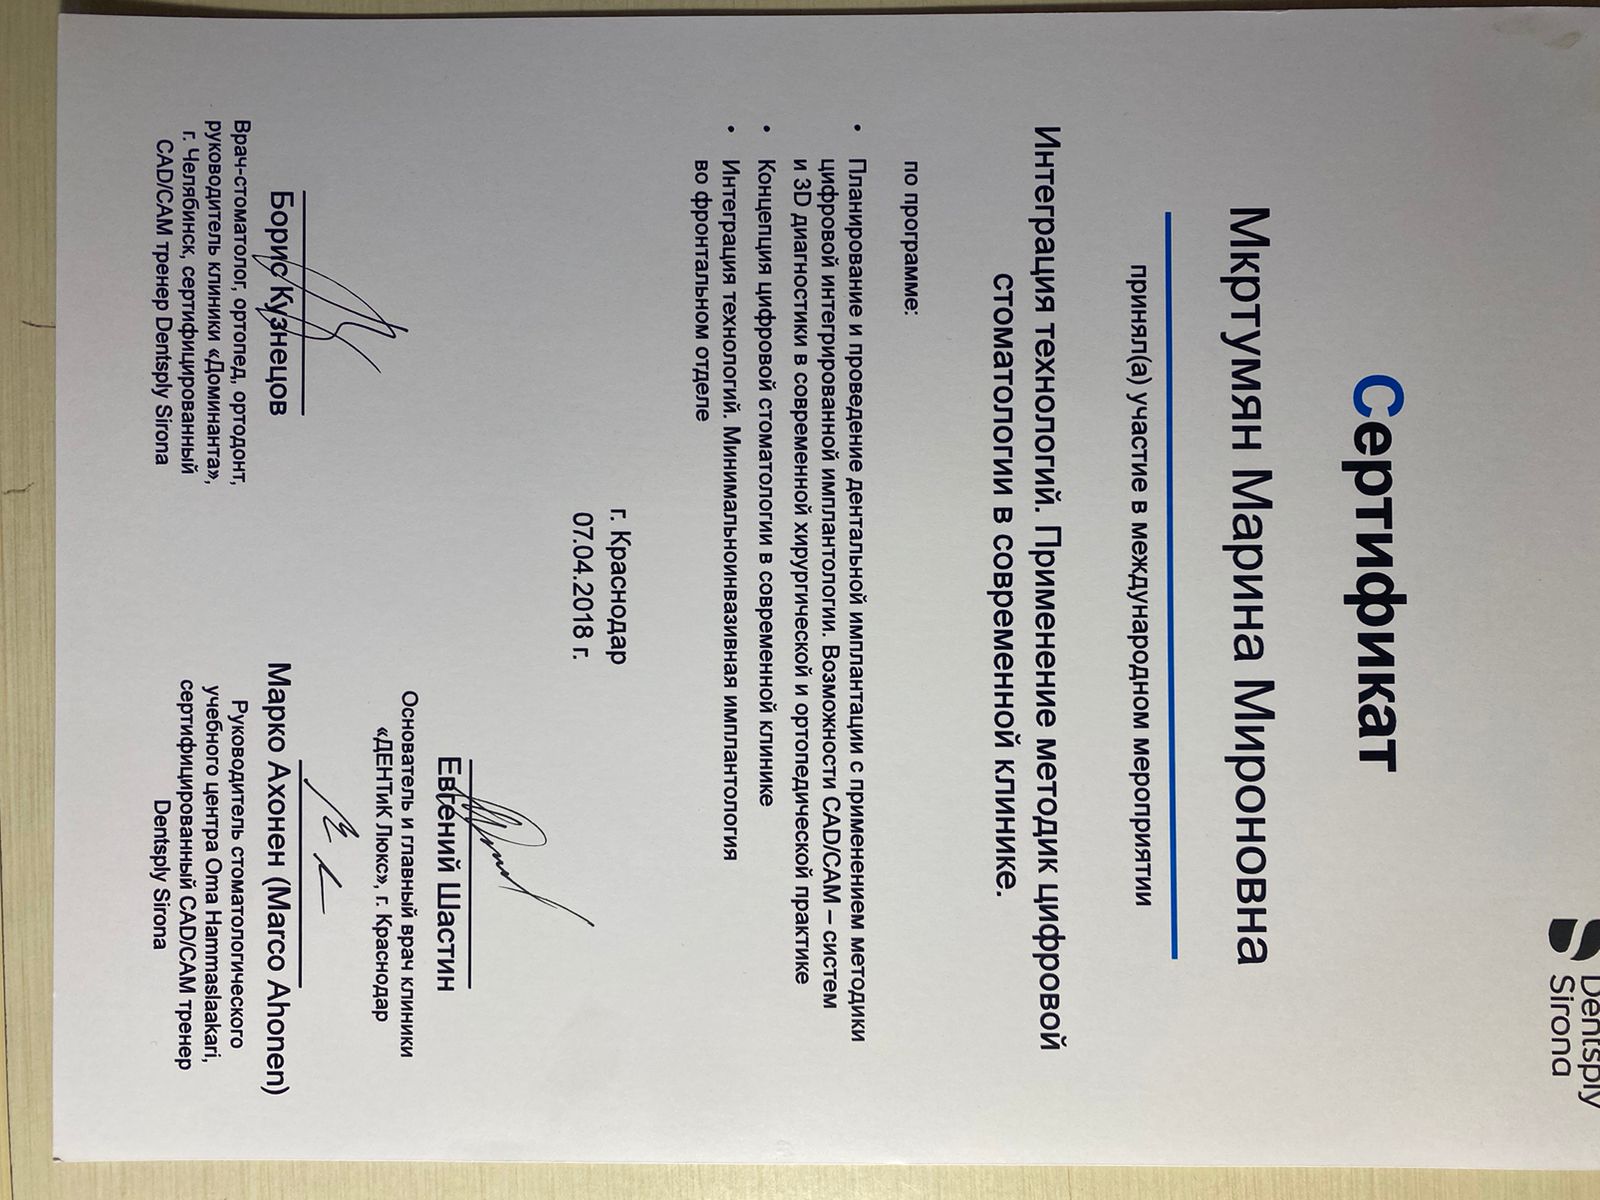 Dentsply
Sirona
Сертификат
Мкртумян Марина Мироновна
принял(а) участие в международном мероприятии
Интеграция технологий. Применение методик цифровой
стоматологии в современной клинике.
по программе:
• Планирование и проведение дентальной имплантации с применением методики
цифровой интегрированной имплантологии. Возможности CAD/CAM – систем
и 3D диагностики в современной хирургической и ортопедической практике
• Концепция цифровой стоматологии в современной клинике
• Интеграция технологий. Минимальноинвазивная имплантология
во фронтальном отделе
г. Краснодар
07.04.2018 г.
Евгений Шастин
Основатель и главный врач клиники
«ДЕНТиК Люкс», г. Краснодар
Борис Кузнецов
Врач-стоматолог, ортопед, ортодонт,
руководитель клиники «Доминанта»,
г. Челябинск, сертифицированный
CAD/CAM тренер Dentsply Sirona
Марко Ахонен (Marco Ahonen)
Руководитель стоматологического
учебного центра Oma Hammaslaakari,
сертифицированный CAD/CAM тренер
Dentsply Sirona